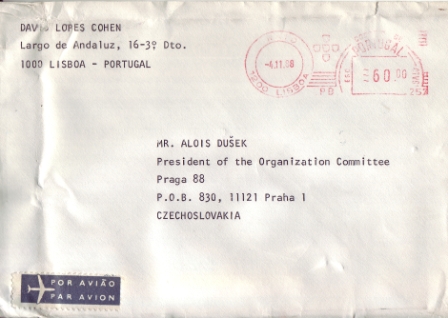 DAVID LOPES COHEN
Largo de Andaluz, 16-3º Dto.
1000 LISBOA - PORTUGAL
-4.11.88
LISBOA
PORTUGAL
60.00
PB
MR. ALOIS DUŠEK
President of the Organization Committee
Praga 88
P.O.B. 830, 11121 Praha 1
CZECHOSLOVAKIA
POR AVIÃO
PAR AVION